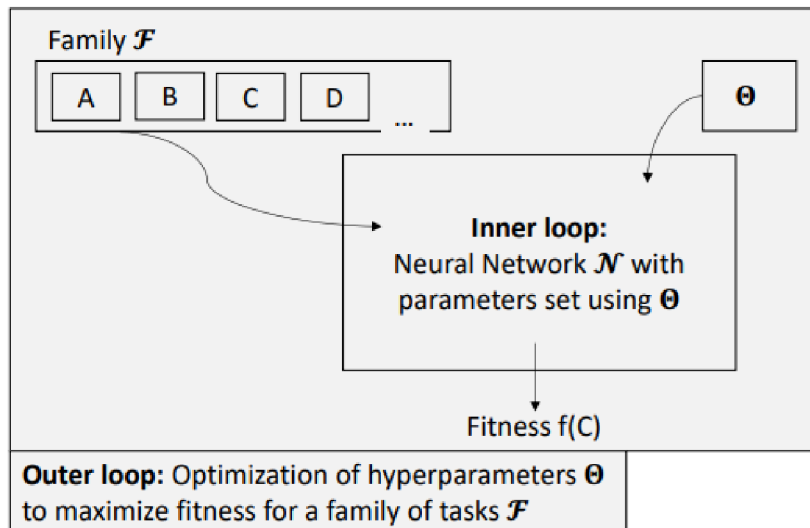 Family 𝓕
A B C D ...
Θ
Inner loop:
Neural Network 𝓝 with
parameters set using Θ
Fitness f(C)
Outer loop: Optimization of hyperparameters Θ
to maximize fitness for a family of tasks 𝓕